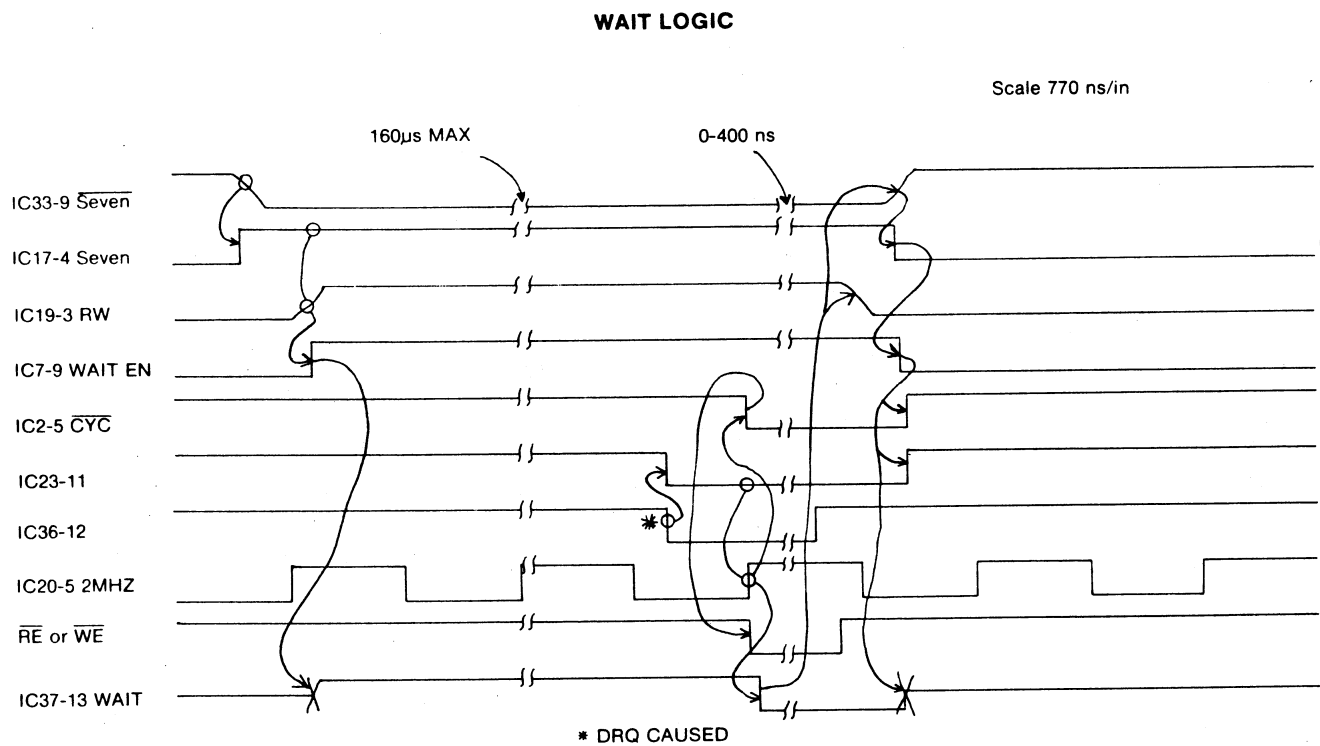 WAIT LOGIC
Scale 770 ns/in
160µs MAX
0-400 ns
IC33-9 Seven
IC17-4 Seven
IC19-3 RW
IC7-9 WAIT EN
IC2-5 CYC
IC23-11
IC36-12
*
IC20-5 2MHZ
RE or WE
IC37-13 WAIT
* DRQ CAUSED